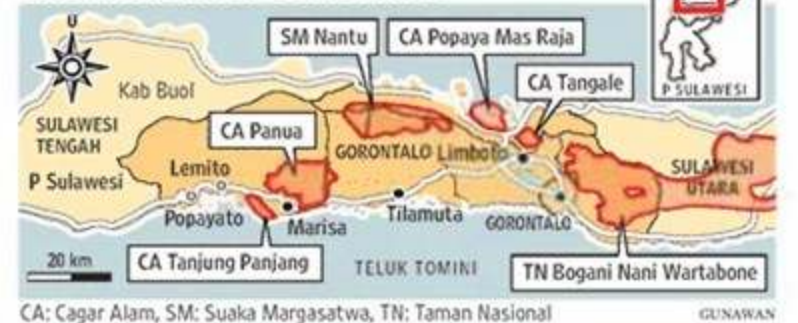 U
SM Nantu
CA Popaya Mas Raja
P SULAWESI
Kab Buol
CA Tangale
SULAWESI
TENGAH
CA Panua
GORONTALO
Limboto
P Sulawesi
Lemito
SULAWESI
UTARA
Popayato
Marisa
Tilamuta
GORONTALO
20 km
CA Tanjung Panjang
TELUK TOMINI
TN Bogani Nani Wartabone
CA: Cagar Alam, SM: Suaka Margasatwa, TN: Taman Nasional
GUNAWAN